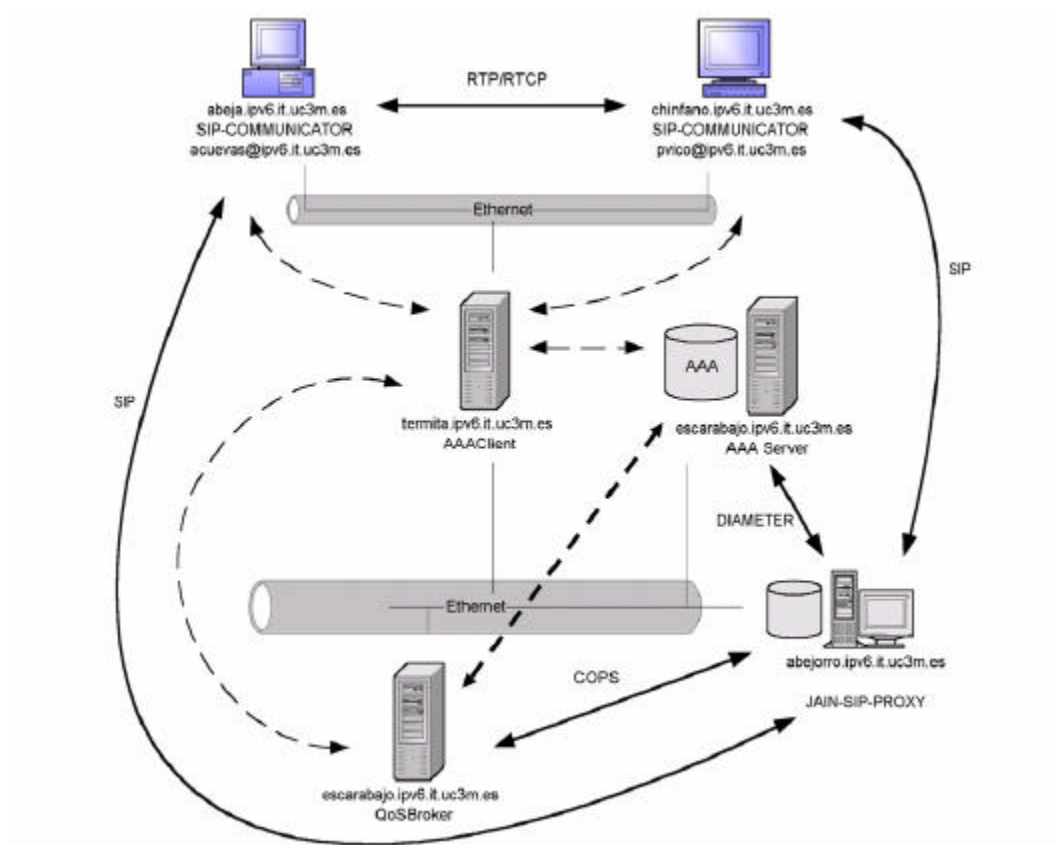 RTP/RTCP
abeja.ipv6.it.uc3m.es
SIP-COMMUNICATOR
acuevas@ipv6.it.uc3m.es
chinfano.ipv6.it.uc3m.es
SIP-COMMUNICATOR
pvico@ipv6.it.uc3m.es
Ethernet
SIP
AAA
SIP
termita.ipv6.it.uc3m.es
AAAClient
escarabajo.ipv6.it.uc3m.es
AAA Server
DIAMETER
Ethernet
abejorro.ipv6.it.uc3m.es
JAIN-SIP-PROXY
COPS
escarabajo.ipv6.it.uc3m.es
QoSBroker